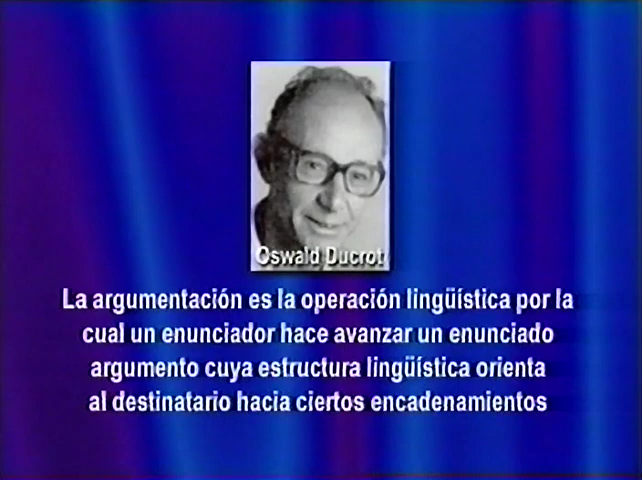 Oswald Ducrot
La argumentación es la operación lingüística por la
cual un enunciador hace avanzar un enunciado
argumento cuya estructura lingüística orienta
al destinatario hacia ciertos encadenamientos